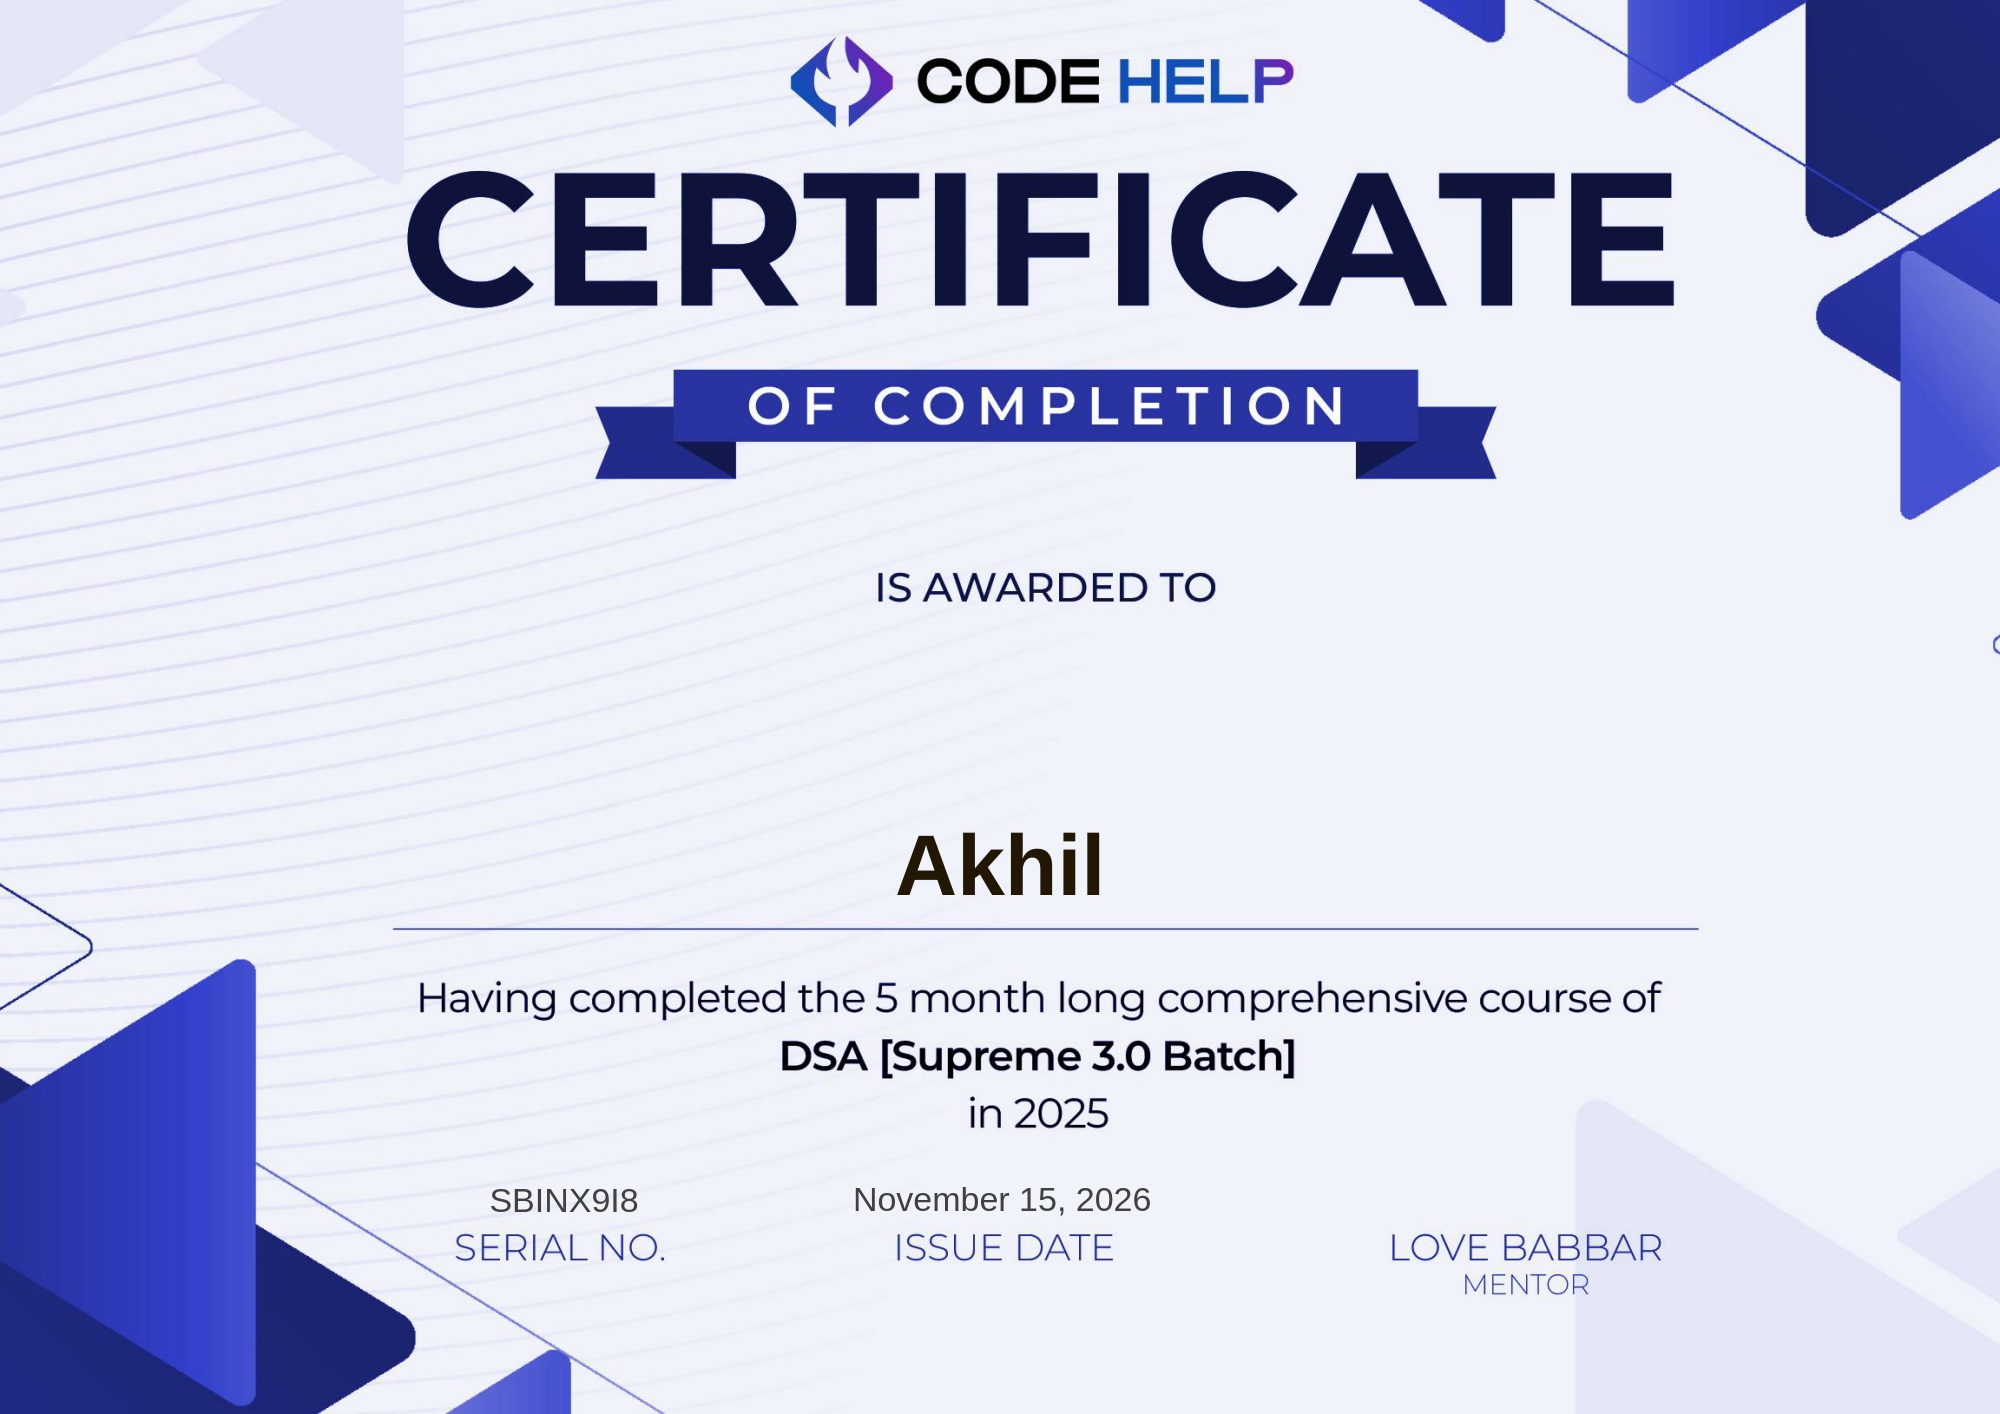 CODE HELP
CERTIFICATE
OF COMPLETION
IS AWARDED TO
Akhil
Having completed the 5 month long comprehensive course of
DSA [Supreme 3.0 Batch]
in 2025
SBINX9I8
SERIAL NO.
November 15, 2026
ISSUE DATE
LOVE BABBAR
MENTOR